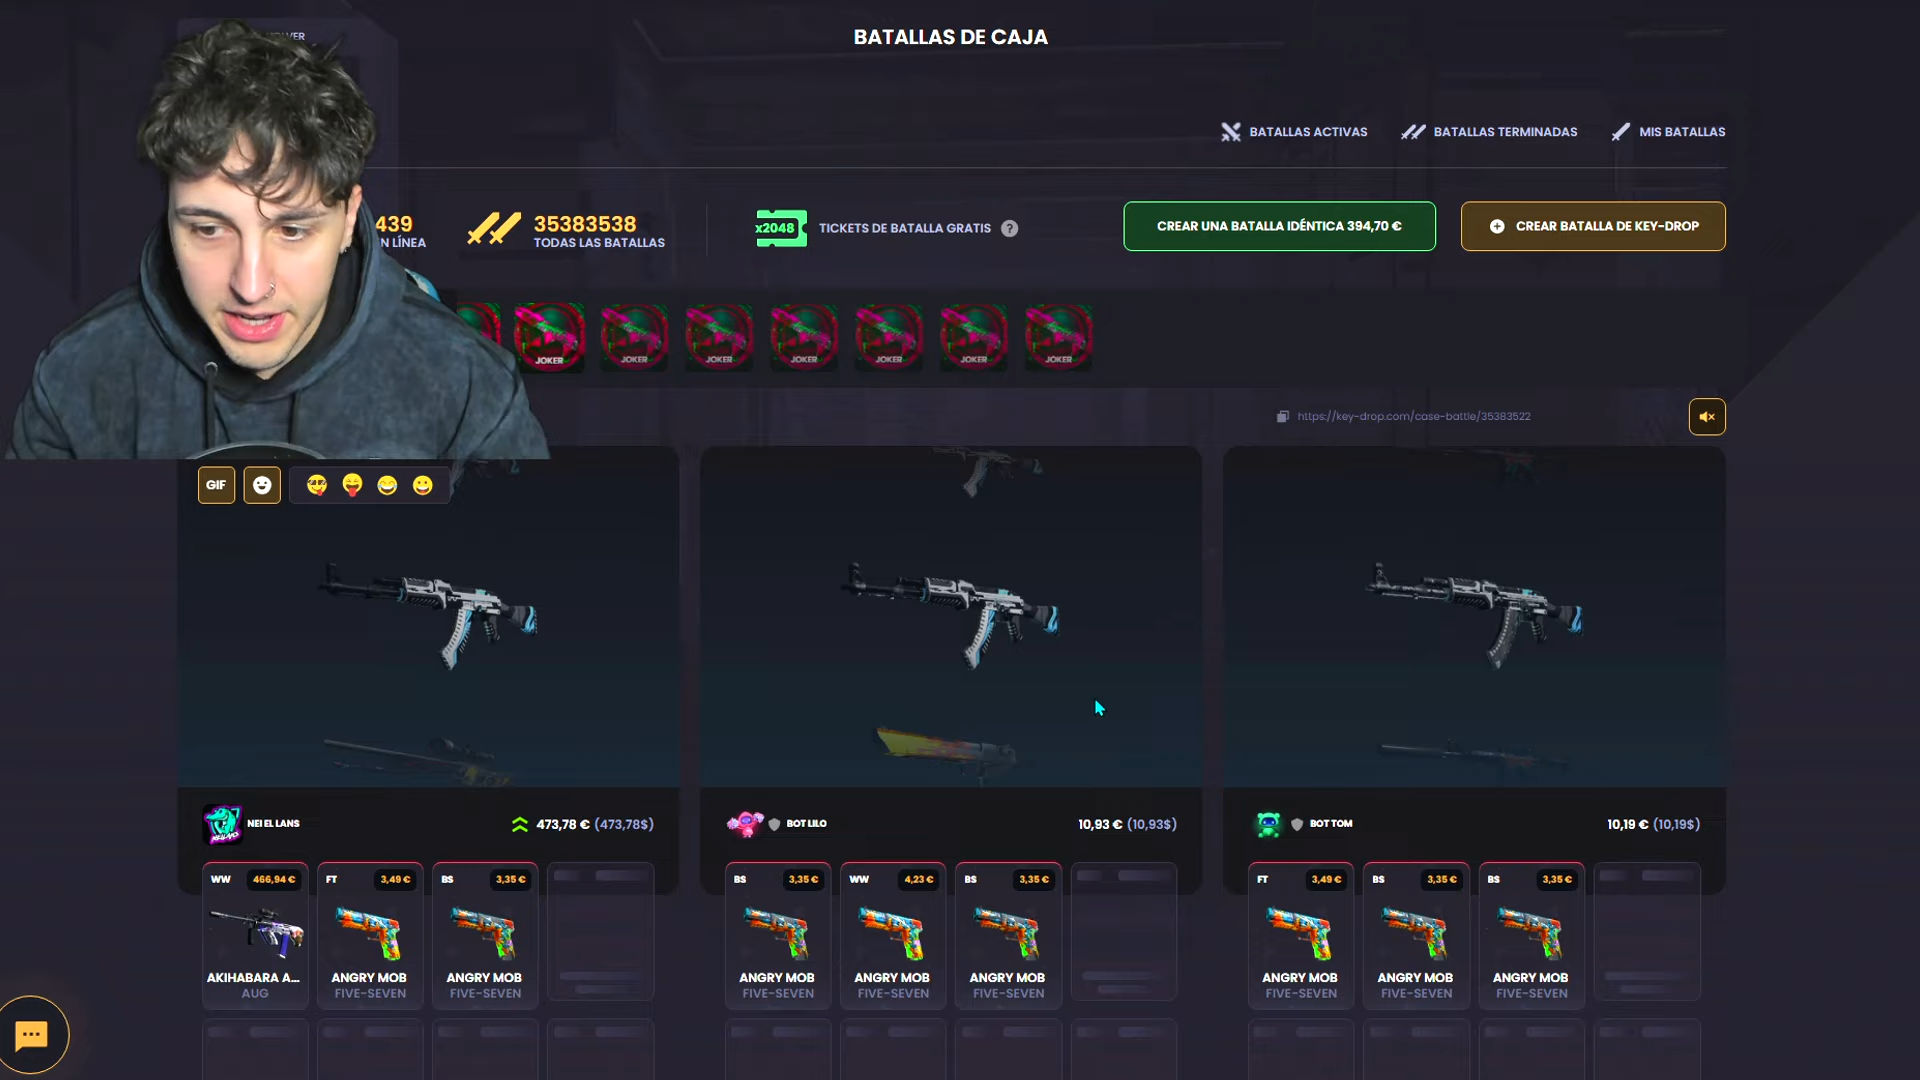 BATALLAS DE CAJA
BATALLAS ACTIVAS
BATALLAS TERMINADAS
MIS BATALLAS
439
N LÍNEA
35383538
TODAS LAS BATALLAS
x2048
TICKETS DE BATALLA GRATIS
?
CREAR UNA BATALLA IDÉNTICA 394,70 €
CREAR BATALLA DE KEY-DROP
JOKER
JOKER
JOKER
JOKER
JOKER
JOKER
JOKER
https://key-drop.com/case-battle/35383522
GIF
NEI EL LANS
473,78 € (473,78$)
BOT LILO
10,93 € (10,93$)
BOT TOM
10,19 € (10,19$)
WW 466,94 €
AKIHABARA A...
AUG
FT 3,49 €
ANGRY MOB
FIVE-SEVEN
BS 3,35 €
ANGRY MOB
FIVE-SEVEN
BS 3,35 €
ANGRY MOB
FIVE-SEVEN
WW 4,23 €
ANGRY MOB
FIVE-SEVEN
BS 3,35 €
ANGRY MOB
FIVE-SEVEN
FT 3,49 €
ANGRY MOB
FIVE-SEVEN
BS 3,35 €
ANGRY MOB
FIVE-SEVEN
BS 3,35 €
ANGRY MOB
FIVE-SEVEN